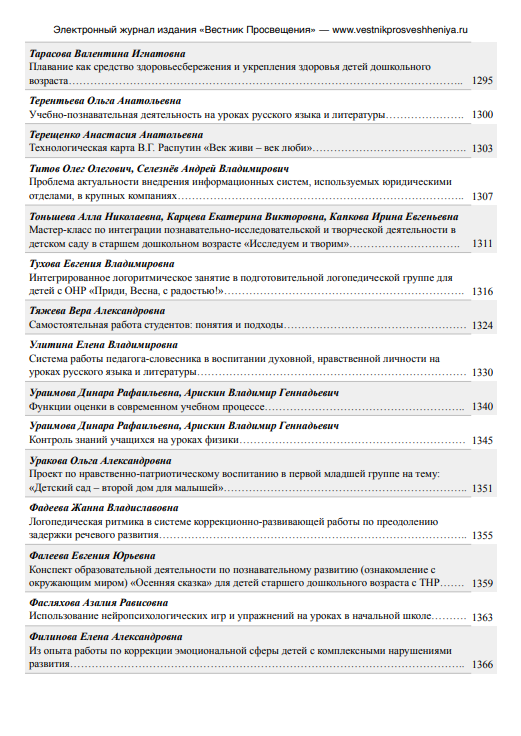 Электронный журнал издания «Вестник Просвещения» — www.vestnikprosveshheniya.ru
Тарасова Валентина Игнатовна
Плавание как средство здоровьесбережения и укрепления здоровья детей дошкольного
возраста…………………………………………………………………………………….. 1295
Терентьева Ольга Анатольевна
Учебно-познавательная деятельность на уроках русского языка и литературы…………………. 1300
Терещенко Анастасия Анатольевна
Технологическая карта В.Г. Распутин «Век живи – век люби»………………………………….. 1303
Титов Олег Олегович, Селезнёв Андрей Владимирович
Проблема актуальности внедрения информационных систем, используемых юридическими
отделами, в крупных компаниях………………………………………………………………….. 1307
Тонышева Алла Николаевна, Карцева Екатерина Викторовна, Капкова Ирина Евгеньевна
Мастер-класс по интеграции познавательно-исследовательской и творческой деятельности в
детском саду в старшем дошкольном возрасте «Исследуем и творим»………………………. 1311
Тухова Евгения Владимировна
Интегрированное логоритмическое занятие в подготовительной логопедической группе для
детей с ОНР «Приди, Весна, с радостью!»……………………………………………………….. 1316
Тяжева Вера Александровна
Самостоятельная работа студентов: понятия и подходы……………………………………… 1324
Улитина Елена Владимировна
Система работы педагога-словесника в воспитании духовной, нравственной личности на
уроках русского языка и литературы……………………………………………………………… 1330
Ураимова Динара Рафаильевна, Арискин Владимир Геннадьевич
Функции оценки в современном учебном процессе……………………………………………….. 1340
Ураимова Динара Рафаильевна, Арискин Владимир Геннадьевич
Контроль знаний учащихся на уроках физики…………………………………………………….. 1345
Уракова Ольга Александровна
Проект по нравственно-патриотическому воспитанию в первой младшей группе на тему:
«Детский сад – второй дом для малышей»……………………………………………………….. 1351
Фадеева Жанна Владиславовна
Логопедическая ритмика в системе коррекционно-развивающей работы по преодолению
задержки речевого развития……………………………………………………………………….. 1355
Фалеева Евгения Юрьевна
Конспект образовательной деятельности по познавательному развитию (ознакомление с
окружающим миром) «Осенняя сказка» для детей старшего дошкольного возраста с ТНР……. 1359
Фасляхова Азалия Рависовна
Использование нейропсихологических игр и упражнений на уроках в начальной школе………. 1363
Филинова Елена Александровна
Из опыта работы по коррекции эмоциональной сферы детей с комплексными нарушениями
развития…………………………………………………………………………………….. 1366